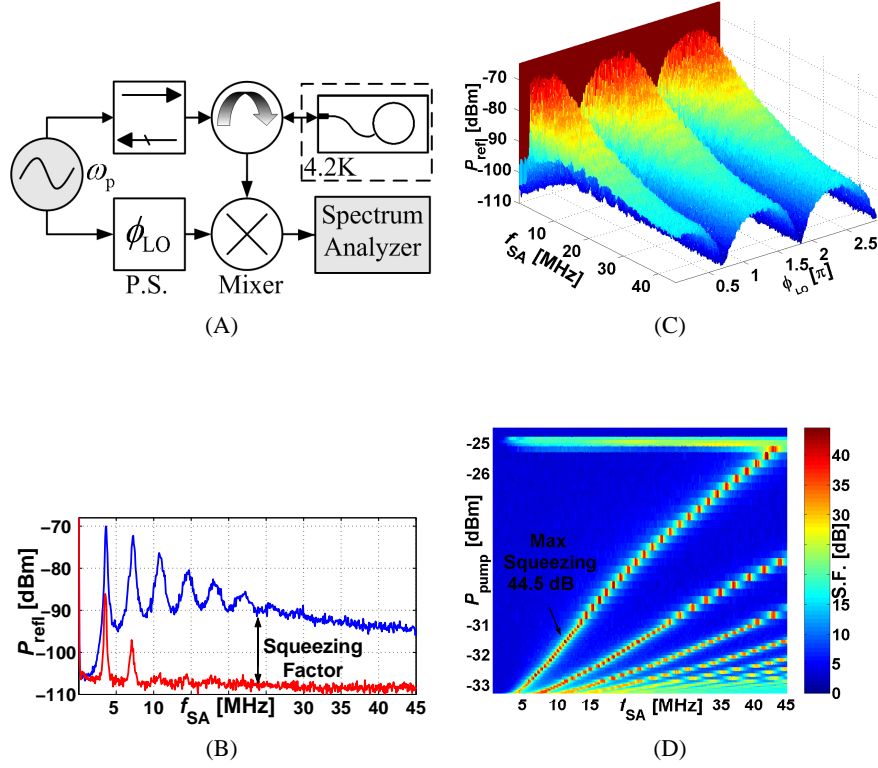 ω_p
4.2K
ϕ_LO
P.S.
Mixer
Spectrum
Analyzer
(A)
P_refl [dBm]
-70
-80
-90
-100
-110
f_SA [MHz]
10
20
30
40
0.5
1
1.5
2
2.5
ϕ_LO [π]
(C)
P_refl [dBm]
−70
−80
−90
−100
−110
5
10
15
20
25
30
35
40
45
f_SA [MHz]
Squeezing
Factor
(B)
P_pump [dBm]
-25
-26
-31
-32
-33
Max
Squeezing
44.5 dB
5
10
15
20
25
30
35
40
45
f_SA [MHz]
S.F. [dB]
40
35
30
25
20
15
10
5
0
(D)